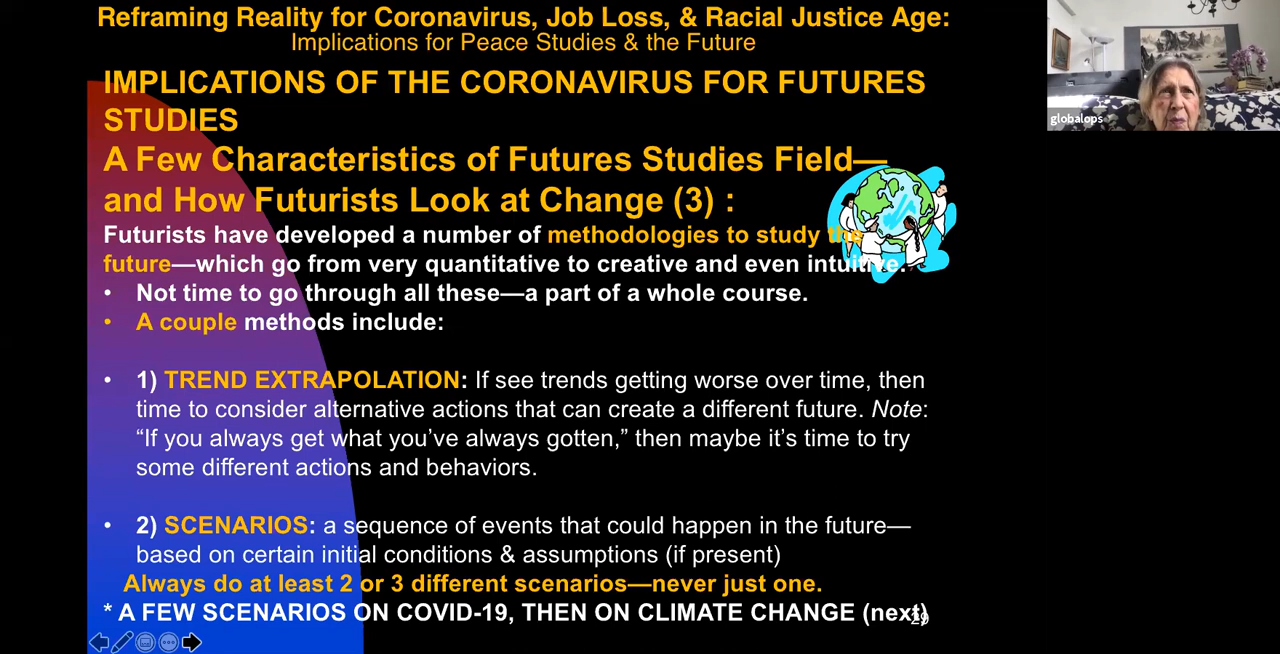 Reframing Reality for Coronavirus, Job Loss, & Racial Justice Age:
Implications for Peace Studies & the Future
IMPLICATIONS OF THE CORONAVIRUS FOR FUTURES
STUDIES
A Few Characteristics of Futures Studies Field—
and How Futurists Look at Change (3) :
Futurists have developed a number of methodologies to study the
future—which go from very quantitative to creative and even intuitive.
• Not time to go through all these—a part of a whole course.
• A couple methods include:
• 1) TREND EXTRAPOLATION: If see trends getting worse over time, then
time to consider alternative actions that can create a different future. Note:
“If you always get what you’ve always gotten,” then maybe it’s time to try
some different actions and behaviors.
• 2) SCENARIOS: a sequence of events that could happen in the future—
based on certain initial conditions & assumptions (if present)
Always do at least 2 or 3 different scenarios—never just one.
* A FEW SCENARIOS ON COVID-19, THEN ON CLIMATE CHANGE (next)
29
globalops